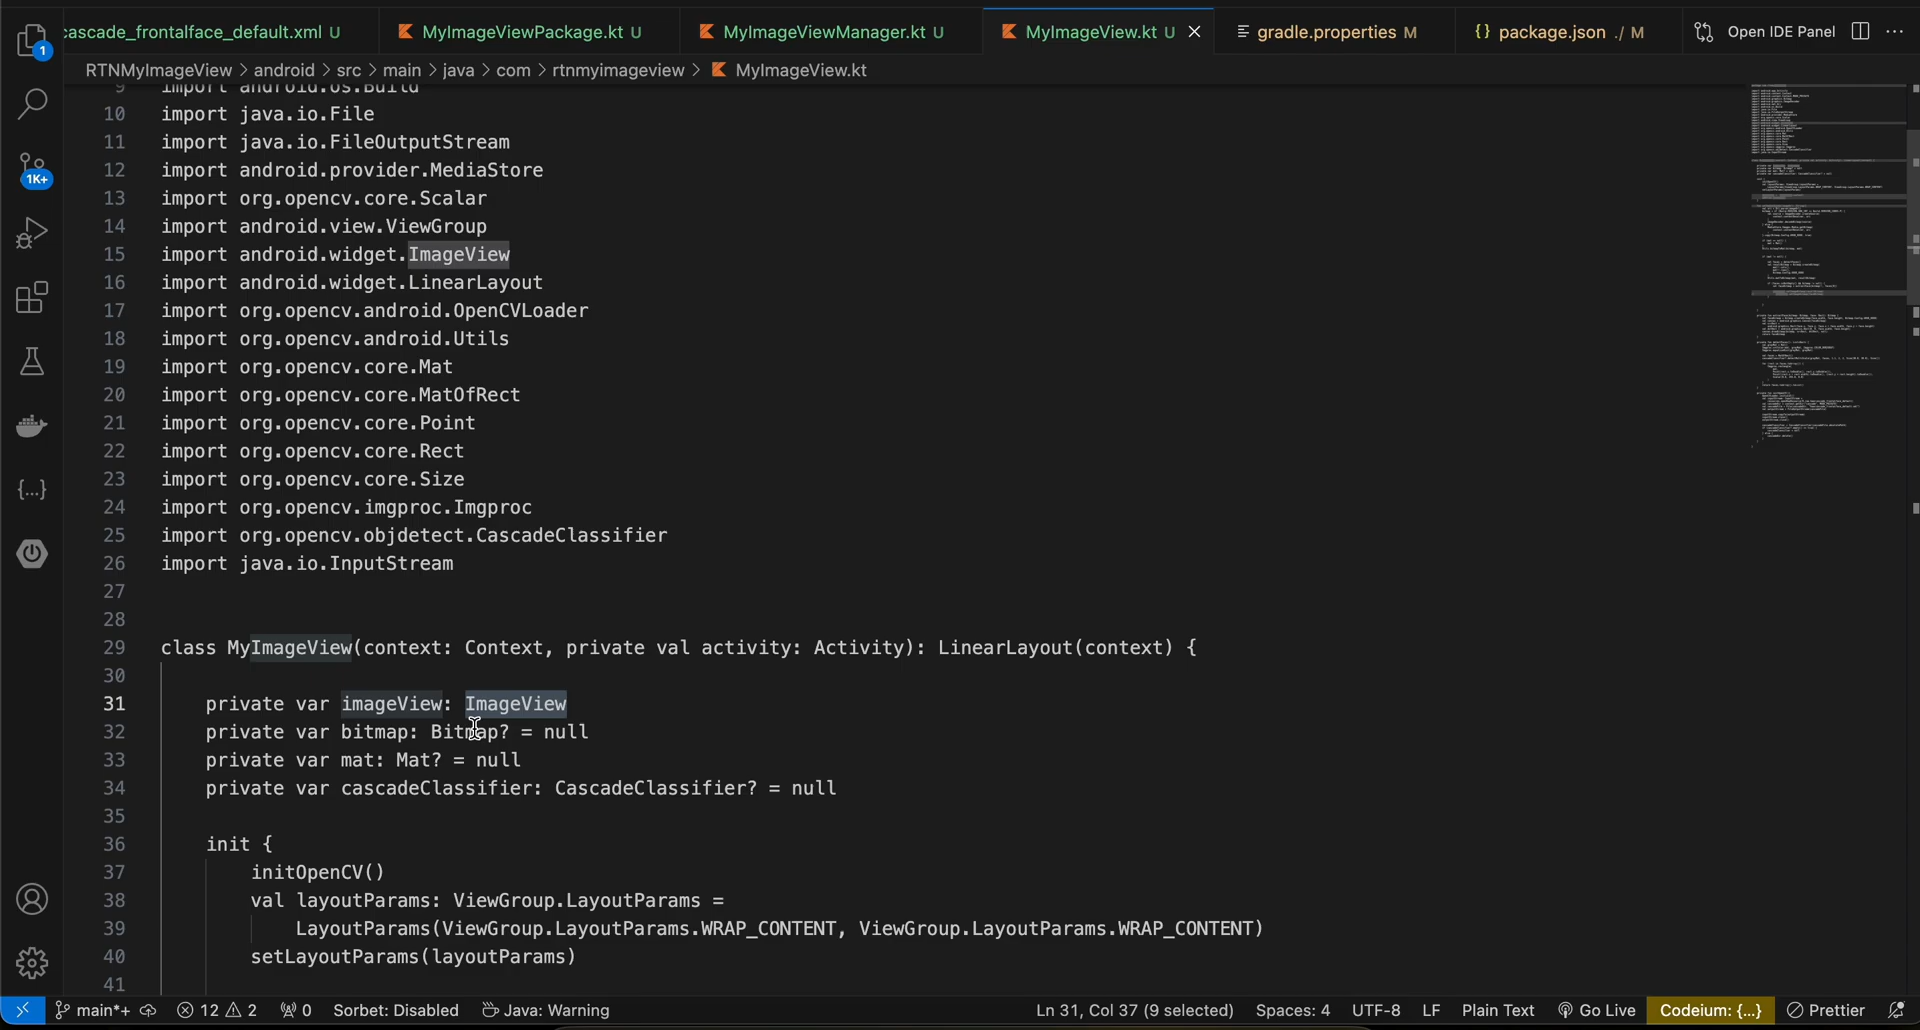 cascade_frontalface_default.xml U
MyImageViewPackage.kt U
MyImageViewManager.kt U
MyImageView.kt U
gradle.properties M
{} package.json ./ M
Open IDE Panel
1
RTNMyImageView > android > src > main > java > com > rtnmyimageview > MyImageView.kt
9 import android.os.Build
10 import java.io.File
11 import java.io.FileOutputStream
12 import android.provider.MediaStore
13 import org.opencv.core.Scalar
14 import android.view.ViewGroup
15 import android.widget.ImageView
16 import android.widget.LinearLayout
17 import org.opencv.android.OpenCVLoader
18 import org.opencv.android.Utils
19 import org.opencv.core.Mat
20 import org.opencv.core.MatOfRect
21 import org.opencv.core.Point
22 import org.opencv.core.Rect
23 import org.opencv.core.Size
24 import org.opencv.imgproc.Imgproc
25 import org.opencv.objdetect.CascadeClassifier
26 import java.io.InputStream
27
28
29 class MyImageView(context: Context, private val activity: Activity): LinearLayout(context) {
30
31 private var imageView: ImageView
32 private var bitmap: Bitmap? = null
33 private var mat: Mat? = null
34 private var cascadeClassifier: CascadeClassifier? = null
35
36 init {
37 initOpenCV()
38 val layoutParams: ViewGroup.LayoutParams =
39 LayoutParams(ViewGroup.LayoutParams.WRAP_CONTENT, ViewGroup.LayoutParams.WRAP_CONTENT)
40 setLayoutParams(layoutParams)
41
1K+
{...}
main*+ 12 2 0 Sorbet: Disabled Java: Warning Ln 31, Col 37 (9 selected) Spaces: 4 UTF-8 LF Plain Text Go Live Codeium: {...} Prettier